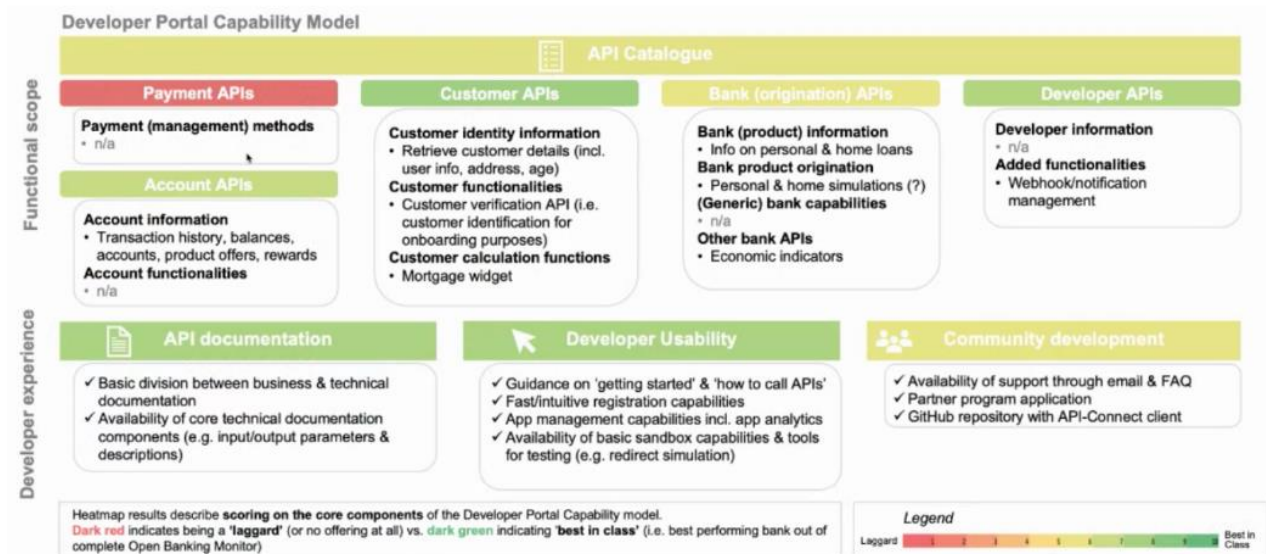 Developer Portal Capability Model
API Catalogue
Functional scope
Payment APIs
Payment (management) methods
• n/a
Account APIs
Account information
• Transaction history, balances,
accounts, product offers, rewards
Account functionalities
• n/a
Customer APIs
Customer identity information
• Retrieve customer details (incl.
user info, address, age)
Customer functionalities
• Customer verification API (i.e.
customer identification for
onboarding purposes)
Customer calculation functions
• Mortgage widget
Bank (origination) APIs
Bank (product) information
• Info on personal & home loans
Bank product origination
• Personal & home simulations (?)
(Generic) bank capabilities
• n/a
Other bank APIs
• Economic indicators
Developer APIs
Developer information
• n/a
Added functionalities
• Webhook/notification
management
Developer experience
API documentation
✓ Basic division between business & technical
documentation
✓ Availability of core technical documentation
components (e.g. input/output parameters &
descriptions)
Developer Usability
✓ Guidance on 'getting started' & 'how to call APIs'
✓ Fast/intuitive registration capabilities
✓ App management capabilities incl. app analytics
✓ Availability of basic sandbox capabilities & tools
for testing (e.g. redirect simulation)
Community development
✓ Availability of support through email & FAQ
✓ Partner program application
✓ GitHub repository with API-Connect client
Heatmap results describe scoring on the core components of the Developer Portal Capability model.
Dark red indicates being a 'laggard' (or no offering at all) vs. dark green indicating 'best in class' (i.e. best performing bank out of
complete Open Banking Monitor)
Legend
Laggard 1 2 3 4 5 6 7 8 9 10 Best in
Class